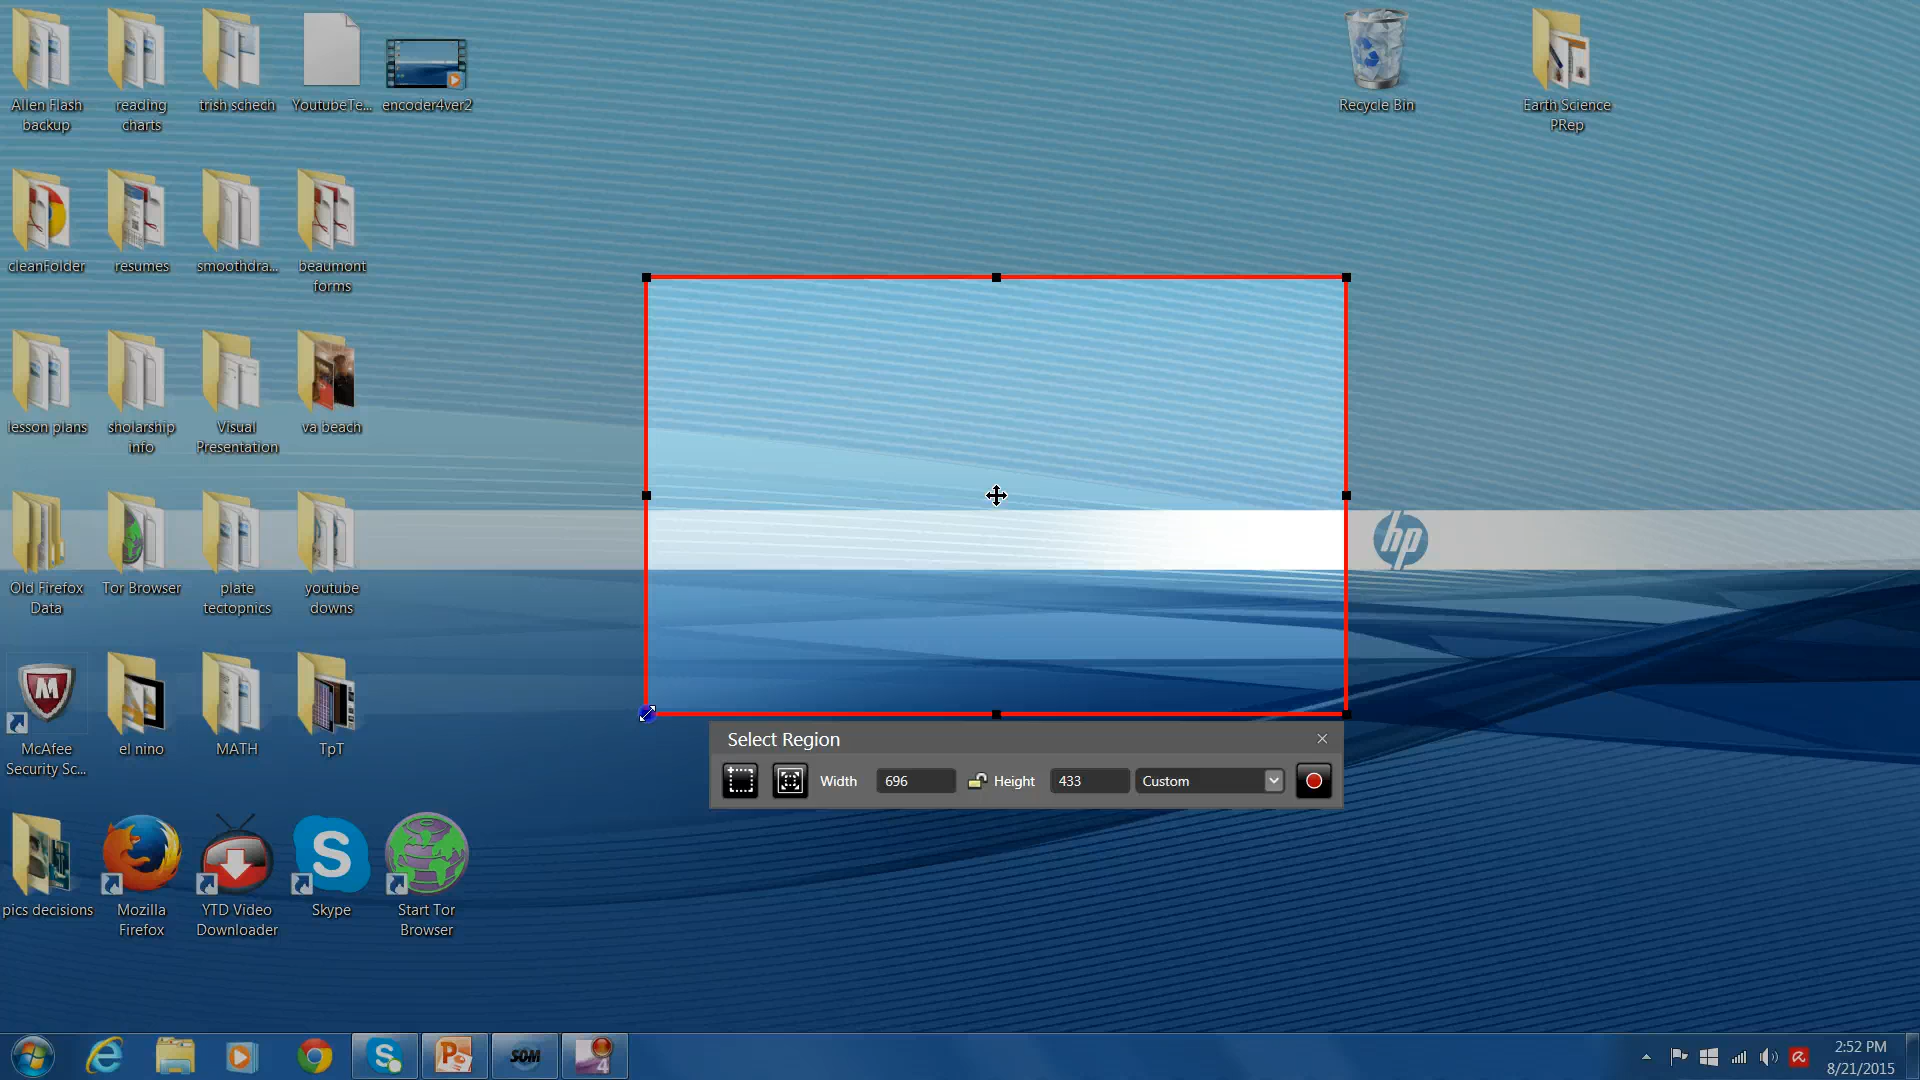 Allen Flash
backup
reading
charts
trish schech
YoutubeTe...
encoder4ver2
Recycle Bin
Earth Science
PRep
cleanFolder
resumes
smoothdra...
beaumont
forms
lesson plans
sholarship
info
Visual
Presentation
va beach
hp
Old Firefox
Data
Tor Browser
plate
tectopnics
youtube
downs
McAfee
Security Sc...
el nino
MATH
TpT
Select Region
Width 696 Height 433 Custom
pics decisions
Mozilla
Firefox
YTD Video
Downloader
Skype
Start Tor
Browser
SOM
4
2:52 PM
8/21/2015